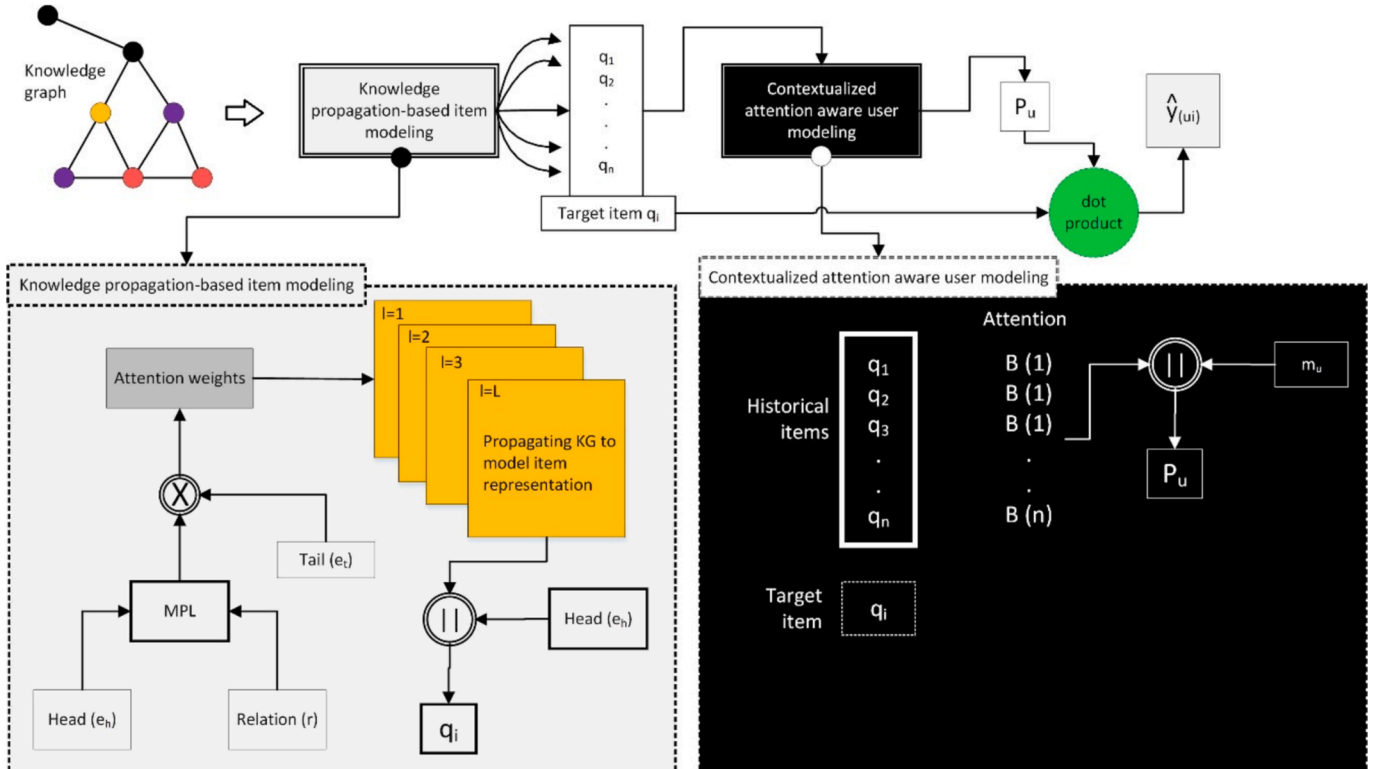 Knowledge
graph
Knowledge
propagation-based item
modeling
q₁
q₂
.
.
.
qₙ
Target item qᵢ
Contextualized
attention aware user
modeling
Pᵤ
ŷ₍ᵤᵢ₎
dot
product
Knowledge propagation-based item modeling
Attention weights
l=1
l=2
l=3
l=L
Propagating KG to
model item
representation
X
Tail (eₜ)
MPL
Head (eₕ)
Relation (r)
||
Head (eₕ)
qᵢ
Contextualized attention aware user modeling
Historical
items
q₁
q₂
q₃
.
.
qₙ
Attention
B (1)
B (1)
B (1)
.
.
B (n)
||
mᵤ
Pᵤ
Target
item
qᵢ